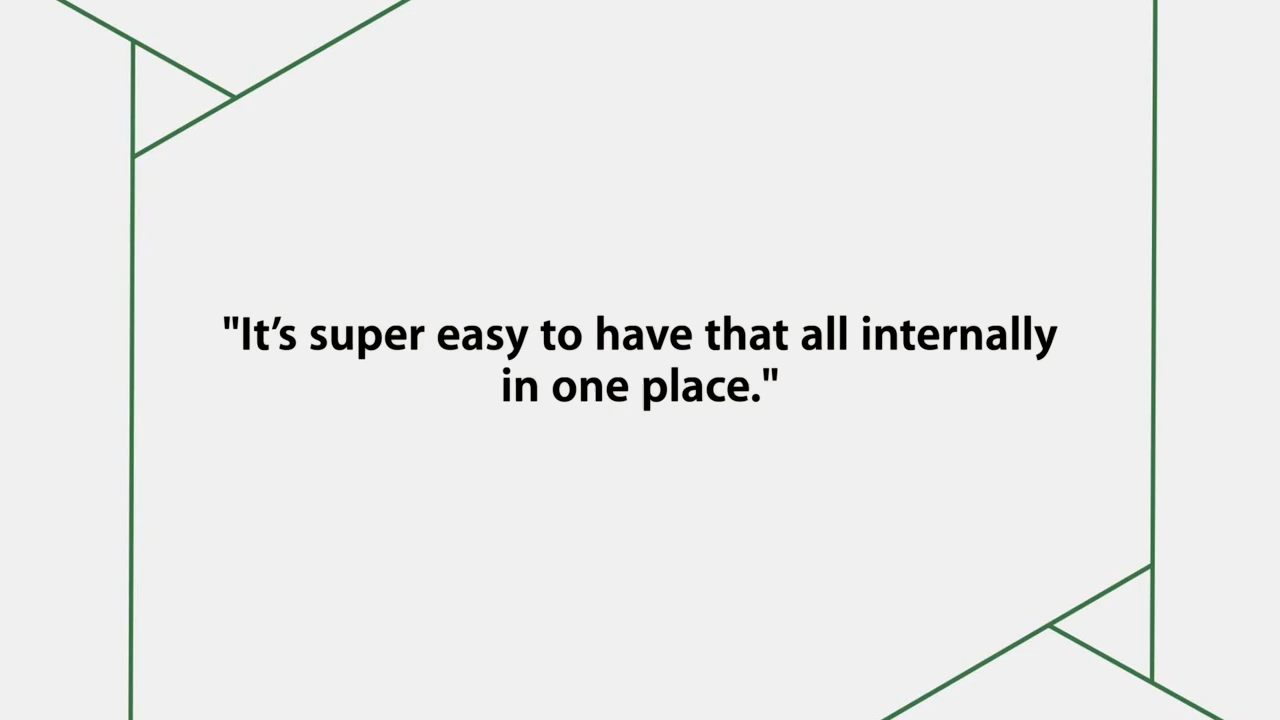 "It’s super easy to have that all internally
in one place."